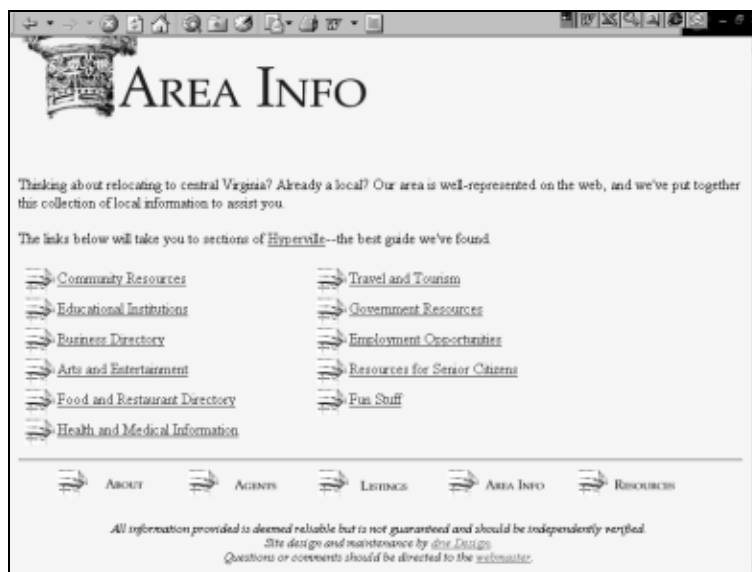 AREA INFO
Thinking about relocating to central Virginia? Already a local? Our area is well-represented on the web, and we've put together
this collection of local information to assist you.
The links below will take you to sections of Hyperville--the best guide we've found.
Community Resources
Educational Institutions
Business Directory
Arts and Entertainment
Food and Restaurant Directory
Health and Medical Information
Travel and Tourism
Government Resources
Employment Opportunities
Resources for Senior Citizens
Fun Stuff
ABOUT AGENTS LISTINGS AREA INFO RESOURCES
All information provided is deemed reliable but is not guaranteed and should be independently verified.
Site design and maintenance by dne Design.
Questions or comments should be directed to the webmaster.